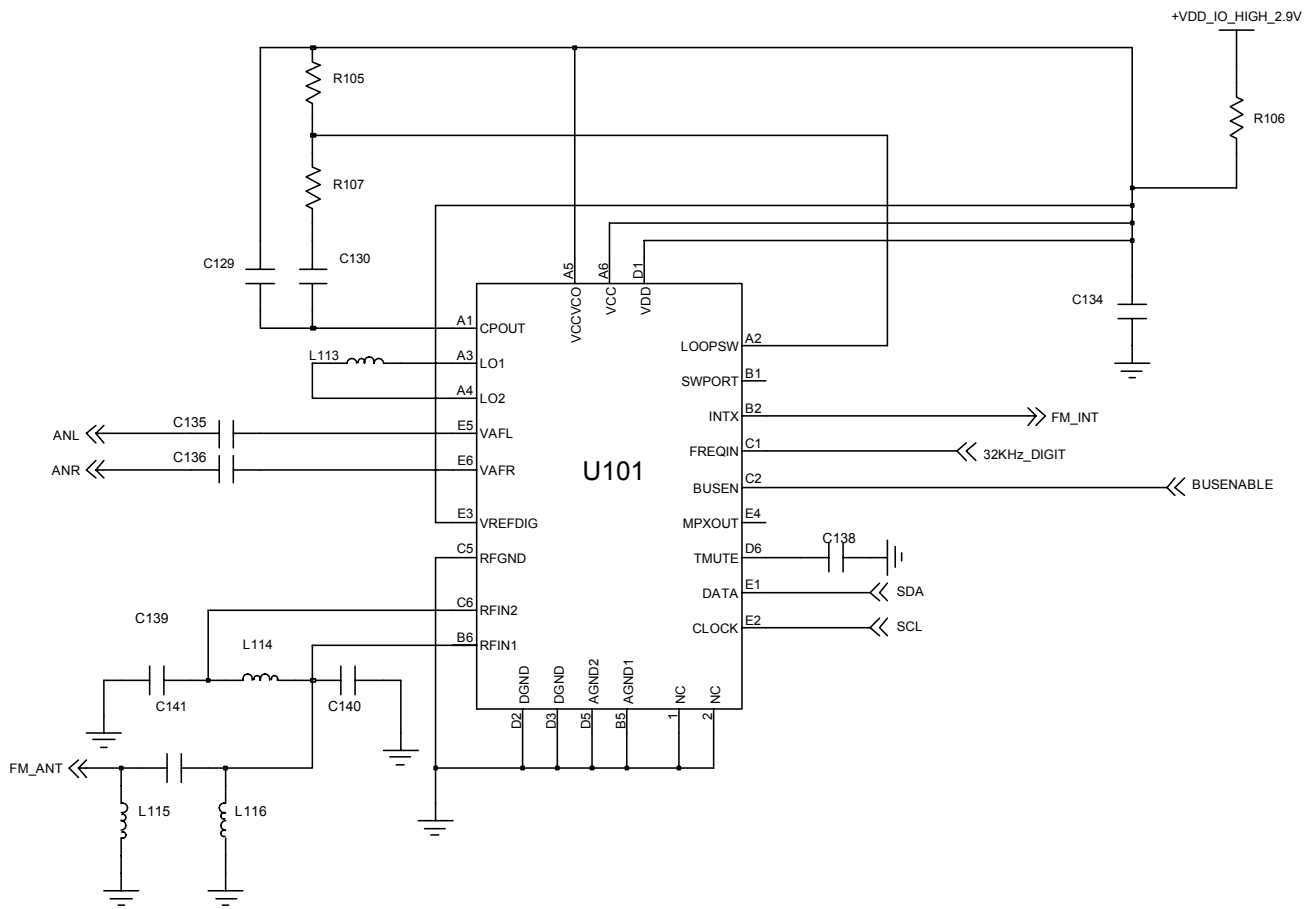 +VDD_IO_HIGH_2.9V
R105
R106
R107
C129
C130
A5
A6
D1
C134
VCCVCO
VCC
VDD
A1
CPOUT
LOOPSW
A2
L113
A3
LO1
SWPORT
B1
A4
LO2
INTX
B2
FM_INT
ANL
C135
E5
VAFL
FREQIN
C1
32KHz_DIGIT
ANR
C136
E6
VAFR
U101
BUSEN
C2
BUSENABLE
E3
VREFDIG
MPXOUT
E4
C5
RFGND
TMUTE
D6
C138
DATA
E1
SDA
C6
RFIN2
CLOCK
E2
SCL
C139
B6
RFIN1
L114
C141
C140
DGND
DGND
AGND2
AGND1
NC
NC
D2
D3
D5
B5
1
2
FM_ANT
L115
L116